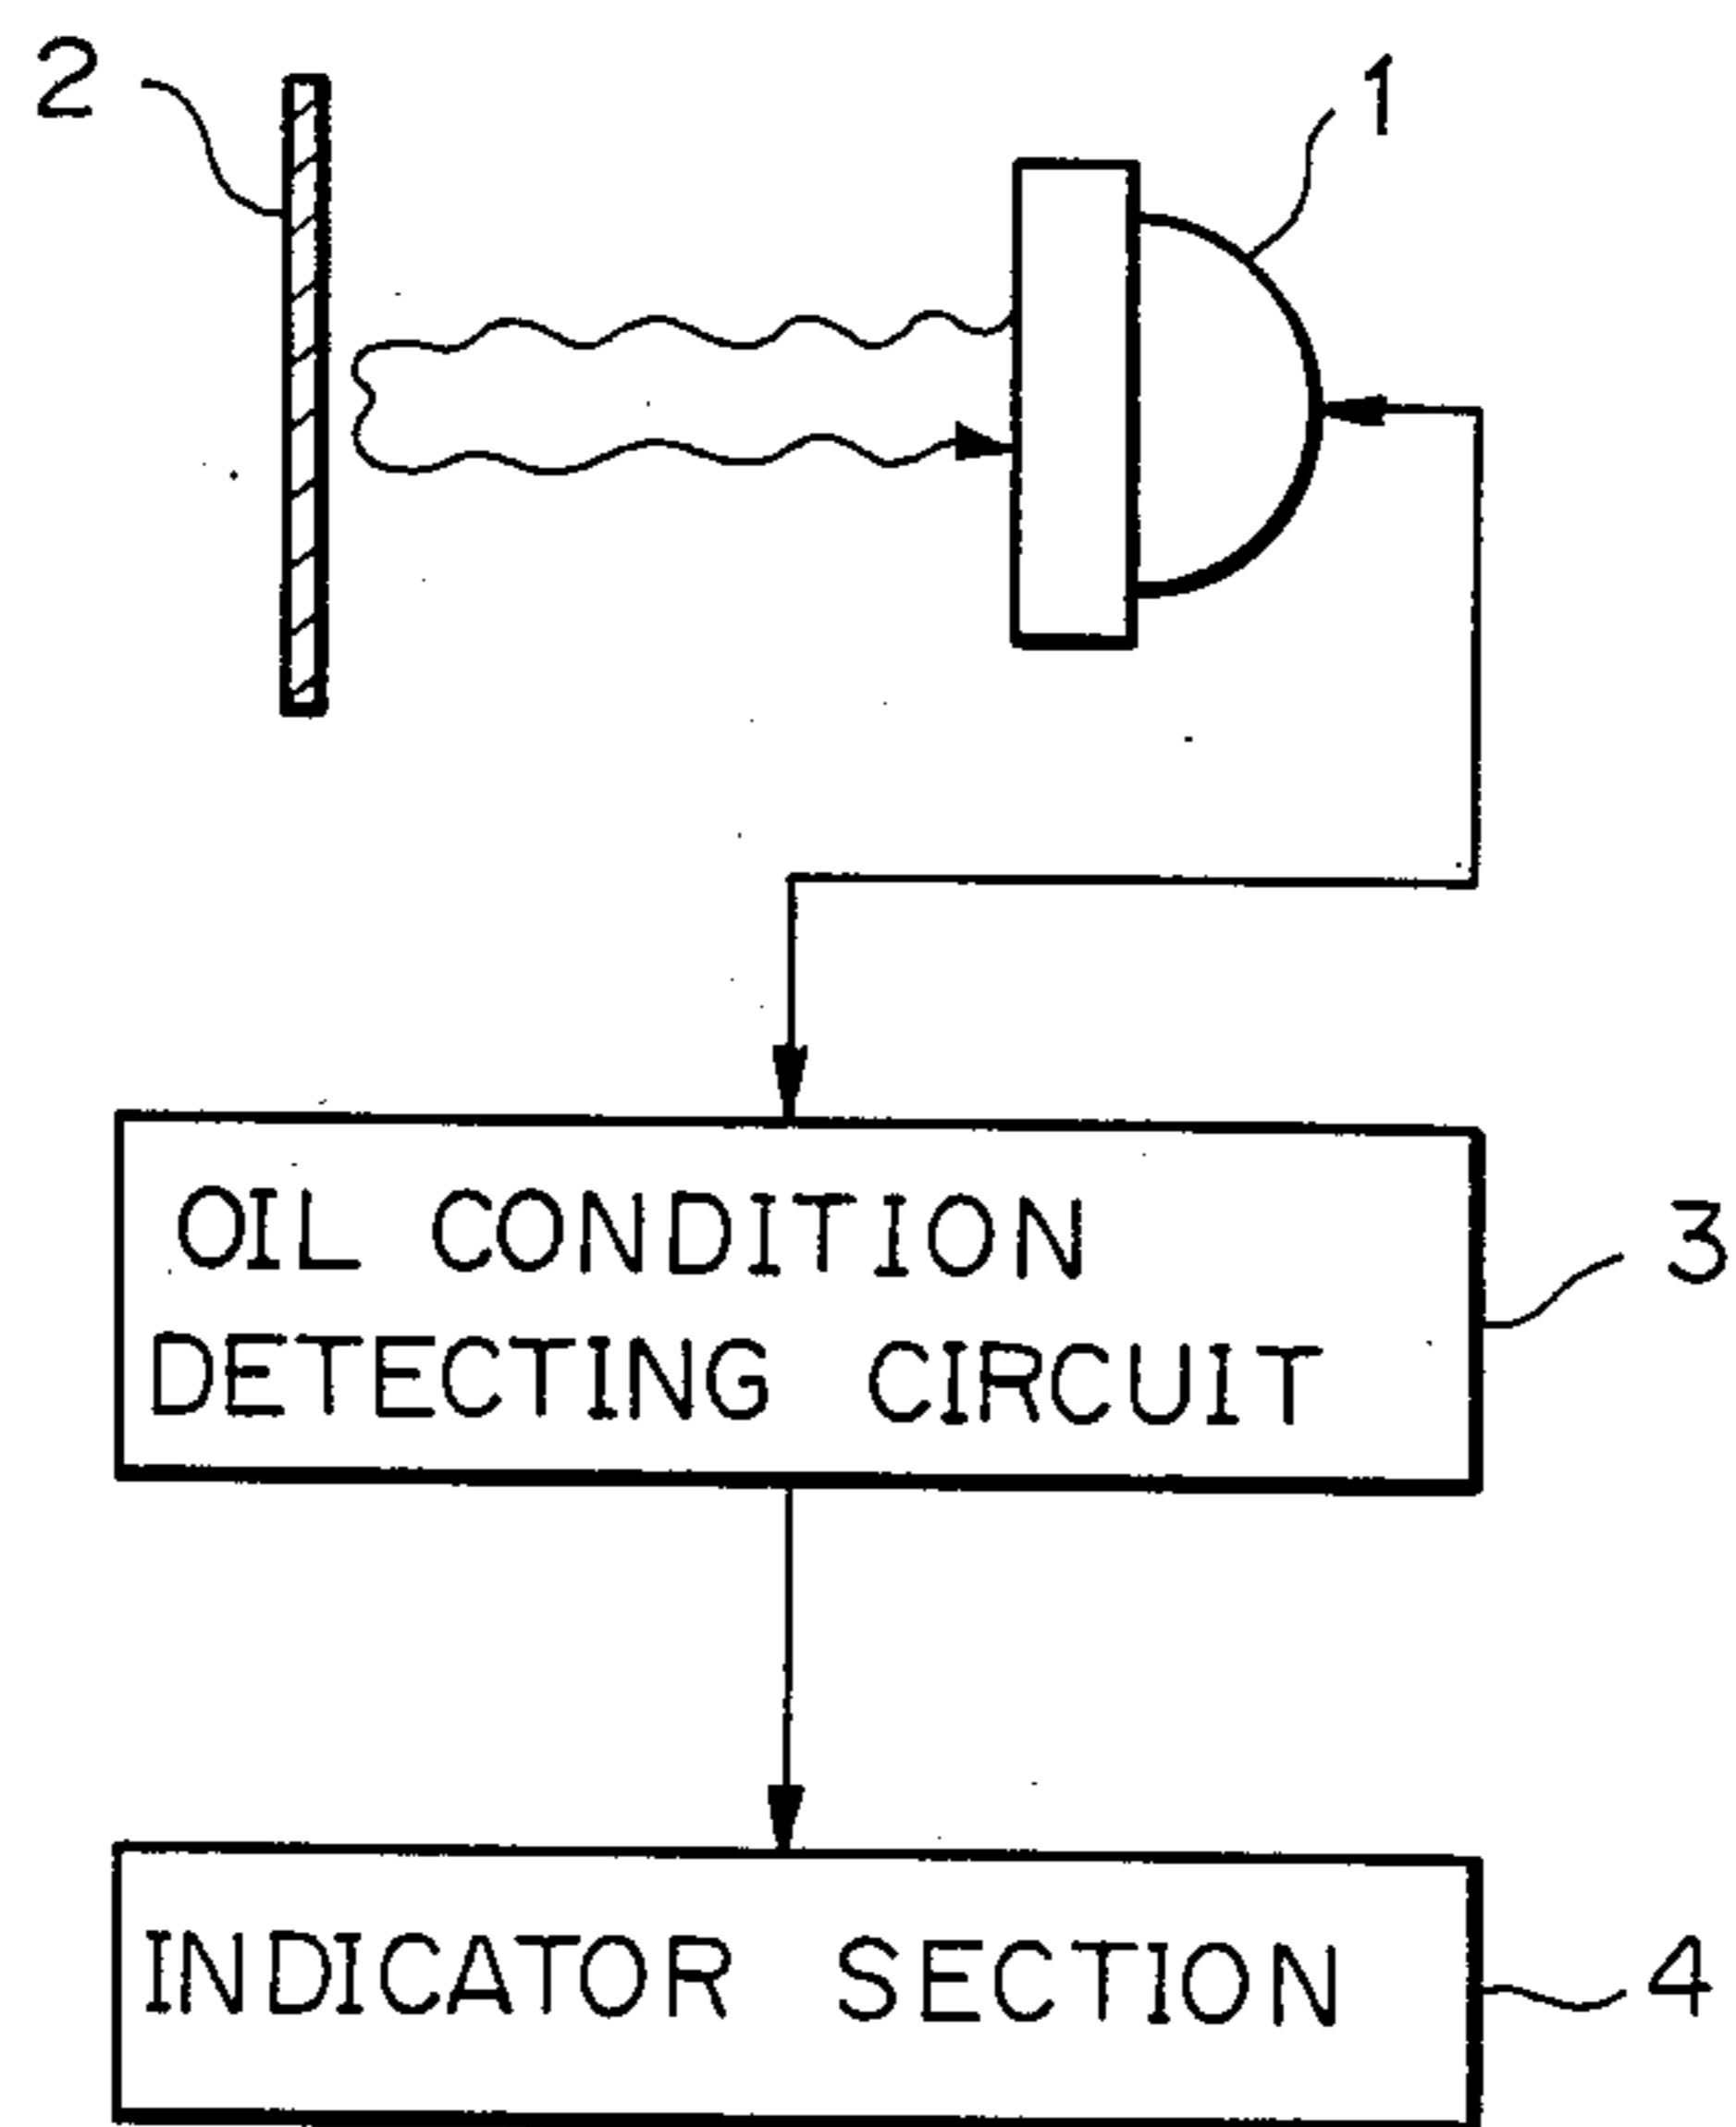 2
1
OIL CONDITION
DETECTING CIRCUIT
3
INDICATOR SECTION
4